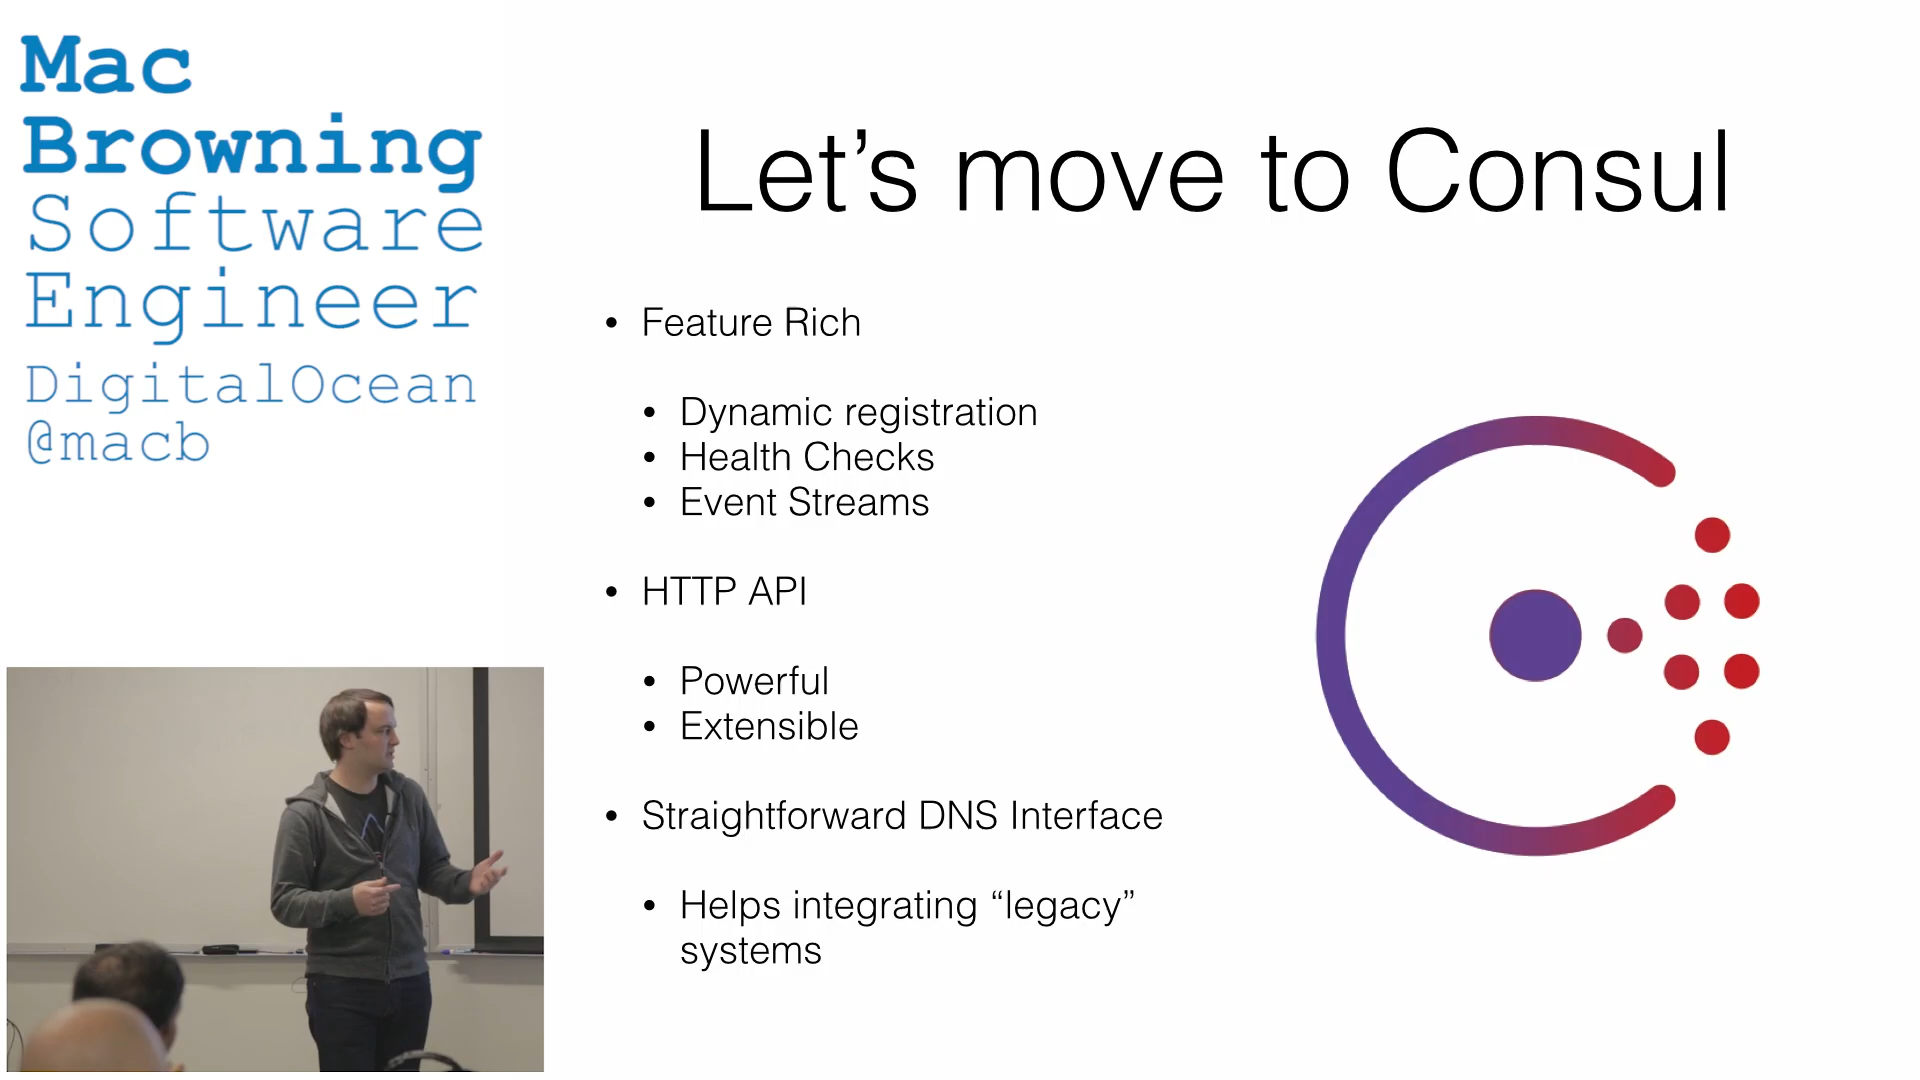 Mac
Browning
Software
Engineer
DigitalOcean
@macb
Let’s move to Consul
• Feature Rich
• Dynamic registration
• Health Checks
• Event Streams
• HTTP API
• Powerful
• Extensible
• Straightforward DNS Interface
• Helps integrating “legacy”
systems